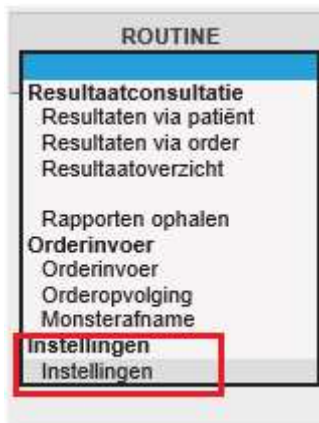 ROUTINE
Resultaatconsultatie
Resultaten via patiënt
Resultaten via order
Resultaatoverzicht
Rapporten ophalen
Orderinvoer
Orderinvoer
Orderopvolging
Monsterafname
Instellingen
Instellingen